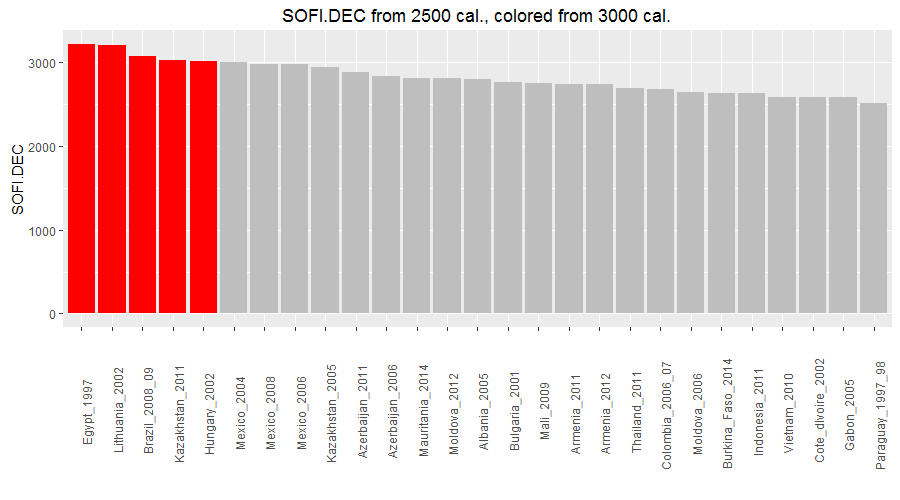 SOFI.DEC from 2500 cal., colored from 3000 cal.
SOFI.DEC
3000
2000
1000
0
Egypt_1997
Lithuania_2002
Brazil_2008_09
Kazakhstan_2011
Hungary_2002
Mexico_2004
Mexico_2008
Mexico_2006
Kazakhstan_2005
Azerbaijan_2011
Azerbaijan_2006
Mauritania_2014
Moldova_2012
Albania_2005
Bulgaria_2001
Mali_2009
Armenia_2011
Armenia_2012
Thailand_2011
Colombia_2006_07
Moldova_2006
Burkina_Faso_2014
Indonesia_2011
Vietnam_2010
Cote_dIvoire_2002
Gabon_2005
Paraguay_1997_98